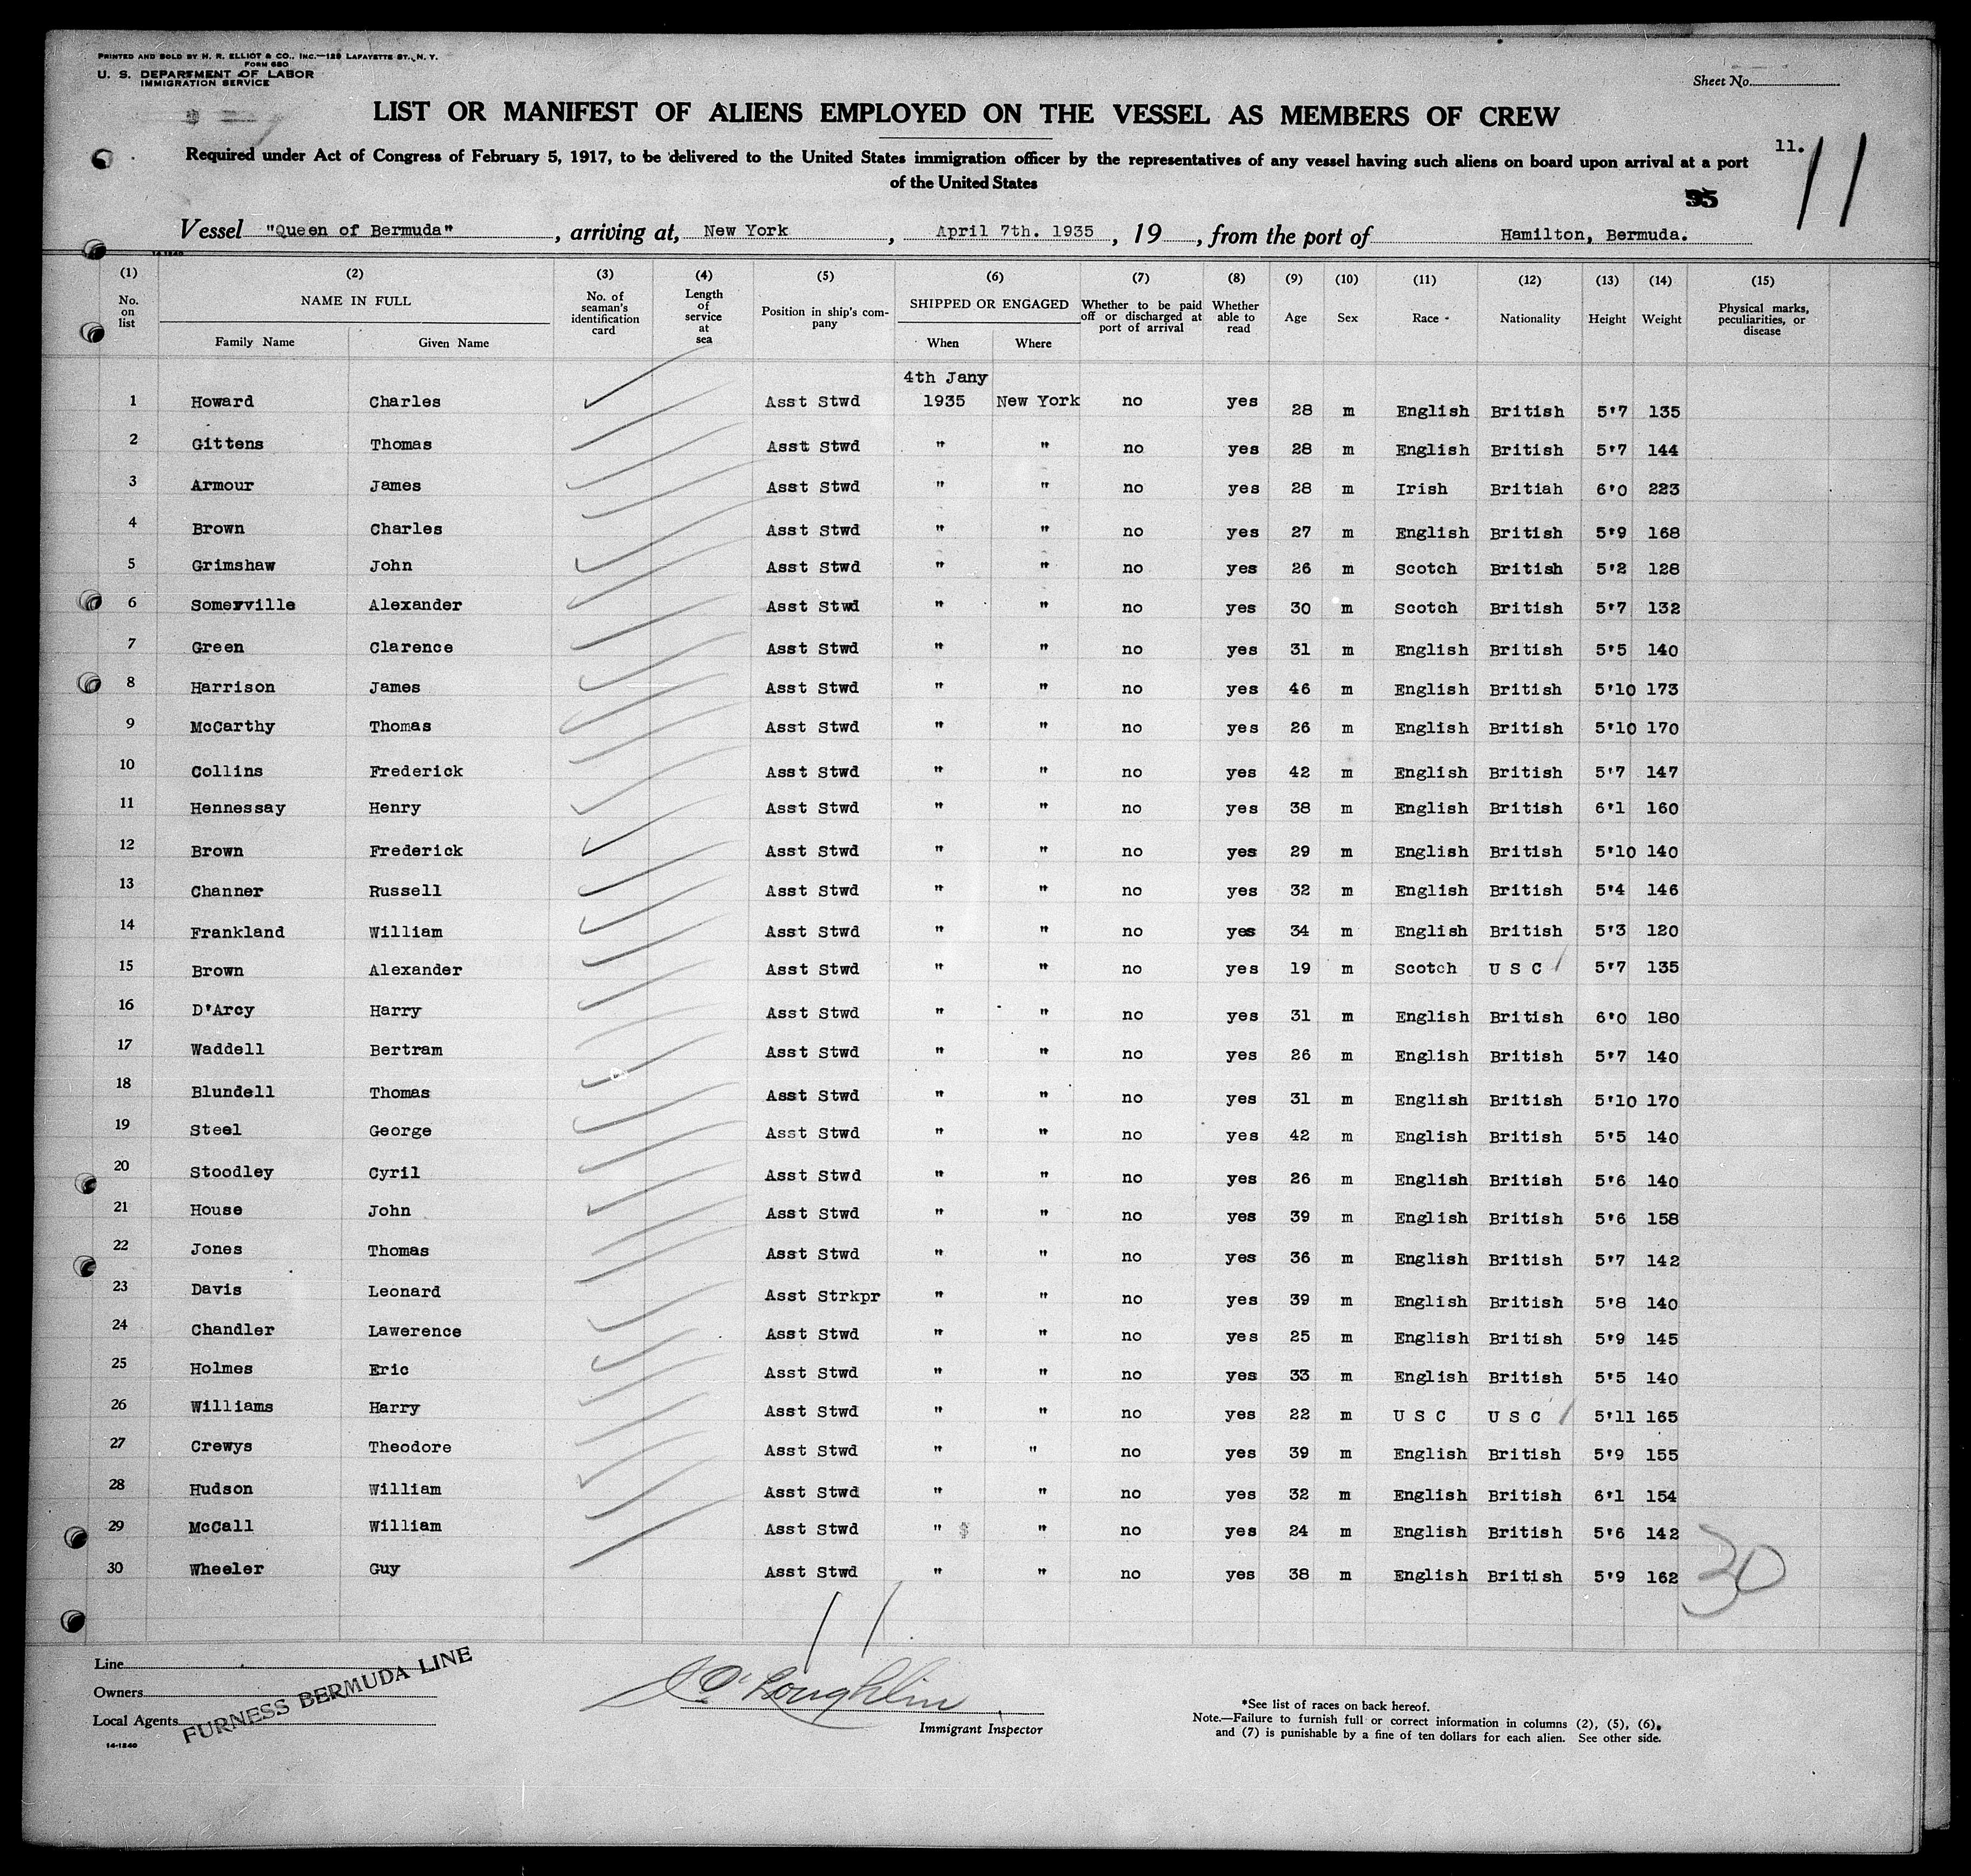 PRINTED AND SOLD BY H. R. ELLIOT & CO., INC.—129 LAFAYETTE ST., N. Y.
FORM 680
U. S. DEPARTMENT OF LABOR
IMMIGRATION SERVICE
Sheet No.
LIST OR MANIFEST OF ALIENS EMPLOYED ON THE VESSEL AS MEMBERS OF CREW
11. 11
Required under Act of Congress of February 5, 1917, to be delivered to the United States immigration officer by the representatives of any vessel having such aliens on board upon arrival at a port
of the United States
Vessel "Queen of Bermuda", arriving at, New York, April 7th. 1935, 19, from the port of Hamilton, Bermuda.
14-1240
(1) (2) (3) (4) (5) (6) (7) (8) (9) (10) (11) (12) (13) (14) (15)
No. on list NAME IN FULL Family Name Given Name No. of seaman's identification card Length of service at sea Position in ship's company SHIPPED OR ENGAGED When Where Whether to be paid off or discharged at port of arrival Whether able to read Age Sex Race Nationality Height Weight Physical marks, peculiarities, or disease
4th Jany
1 Howard Charles Asst Stwd 1935 New York no yes 28 m English British 5'7 135
2 Gittens Thomas Asst Stwd " " no yes 28 m English British 5'7 144
3 Armour James Asst Stwd " " no yes 28 m Irish Britiah 6'0 223
4 Brown Charles Asst Stwd " " no yes 27 m English British 5'9 168
5 Grimshaw John Asst Stwd " " no yes 26 m Scotch British 5'2 128
6 Somerville Alexander Asst Stwd " " no yes 30 m Scotch British 5'7 132
7 Green Clarence Asst Stwd " " no yes 31 m English British 5'5 140
8 Harrison James Asst Stwd " " no yes 46 m English British 5'10 173
9 McCarthy Thomas Asst Stwd " " no yes 26 m English British 5'10 170
10 Collins Frederick Asst Stwd " " no yes 42 m English British 5'7 147
11 Hennessay Henry Asst Stwd " " no yes 38 m English British 6'1 160
12 Brown Frederick Asst Stwd " " no yes 29 m English British 5'10 140
13 Channer Russell Asst Stwd " " no yes 32 m English British 5'4 146
14 Frankland William Asst Stwd " " no yes 34 m English British 5'3 120
15 Brown Alexander Asst Stwd " " no yes 19 m Scotch U S C 5'7 135
16 D'Arcy Harry Asst Stwd " " no yes 31 m English British 6'0 180
17 Waddell Bertram Asst Stwd " " no yes 26 m English British 5'7 140
18 Blundell Thomas Asst Stwd " " no yes 31 m English British 5'10 170
19 Steel George Asst Stwd " " no yes 42 m English British 5'5 140
20 Stoodley Cyril Asst Stwd " " no yes 26 m English British 5'6 140
21 House John Asst Stwd " " no yes 39 m English British 5'6 158
22 Jones Thomas Asst Stwd " " no yes 36 m English British 5'7 142
23 Davis Leonard Asst Strkpr " " no yes 39 m English British 5'8 140
24 Chandler Lawerence Asst Stwd " " no yes 25 m English British 5'9 145
25 Holmes Eric Asst Stwd " " no yes 33 m English British 5'5 140
26 Williams Harry Asst Stwd " " no yes 22 m U S C U S C 5'11 165
27 Crewys Theodore Asst Stwd " " no yes 39 m English British 5'9 155
28 Hudson William Asst Stwd " " no yes 32 m English British 6'1 154
29 McCall William Asst Stwd " " no yes 24 m English British 5'6 142
30 Wheeler Guy Asst Stwd " " no yes 38 m English British 5'9 162
30
11
Line
Owners
Local Agents
FURNESS BERMUDA LINE
14-1240
Immigrant Inspector
*See list of races on back hereof.
Note.—Failure to furnish full or correct information in columns (2), (5), (6),
and (7) is punishable by a fine of ten dollars for each alien. See other side.